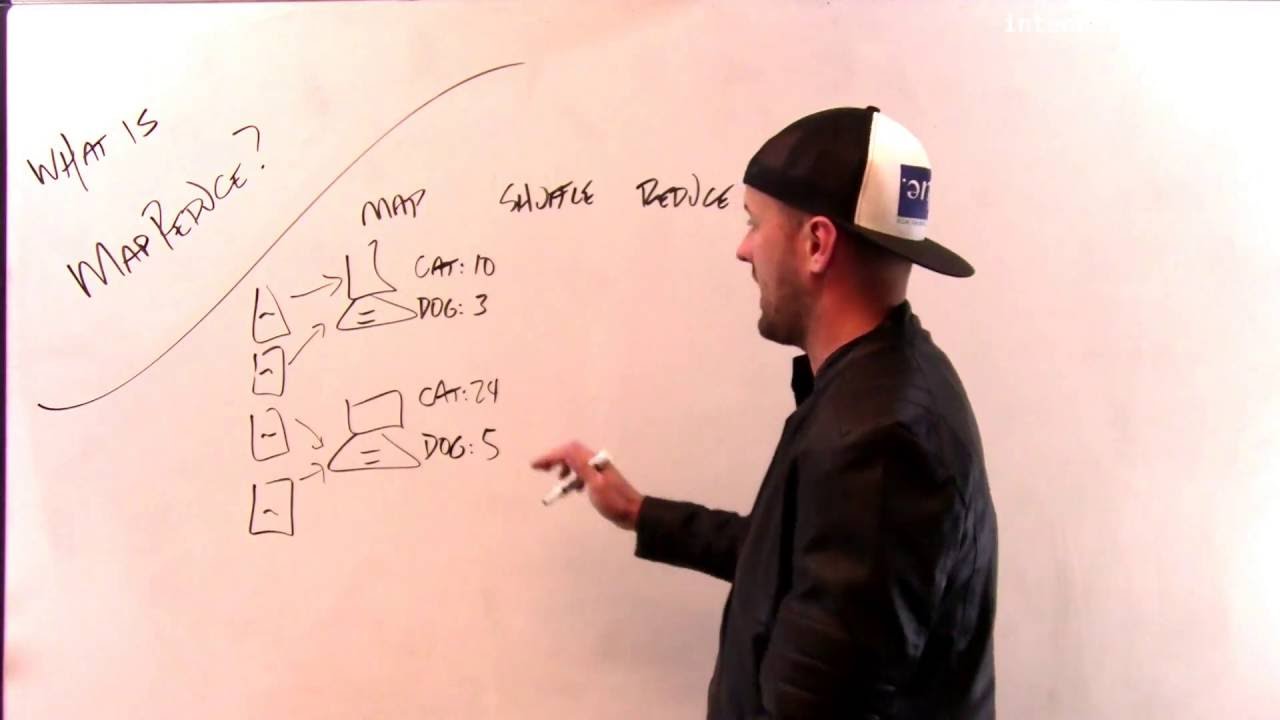 WHAT IS
MAPREDUCE?
MAP SHUFFLE REDUCE
CAT: 10
DOG: 3
CAT: 24
DOG: 5